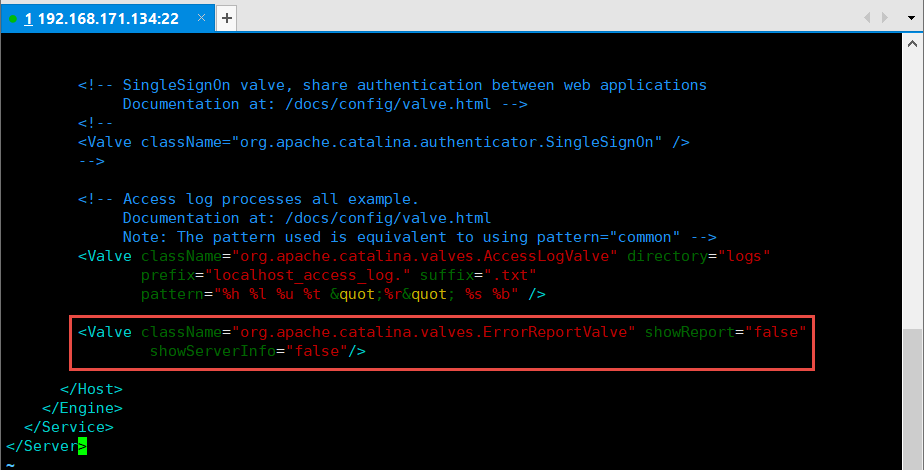 1 192.168.171.134:22 × +
<!-- SingleSignOn valve, share authentication between web applications
Documentation at: /docs/config/valve.html -->
<!--
<Valve className="org.apache.catalina.authenticator.SingleSignOn" />
-->
<!-- Access log processes all example.
Documentation at: /docs/config/valve.html
Note: The pattern used is equivalent to using pattern="common" -->
<Valve className="org.apache.catalina.valves.AccessLogValve" directory="logs"
prefix="localhost_access_log." suffix=".txt"
pattern="%h %l %u %t &quot;%r&quot; %s %b" />
<Valve className="org.apache.catalina.valves.ErrorReportValve" showReport="false"
showServerInfo="false"/>
</Host>
</Engine>
</Service>
</Server>
~